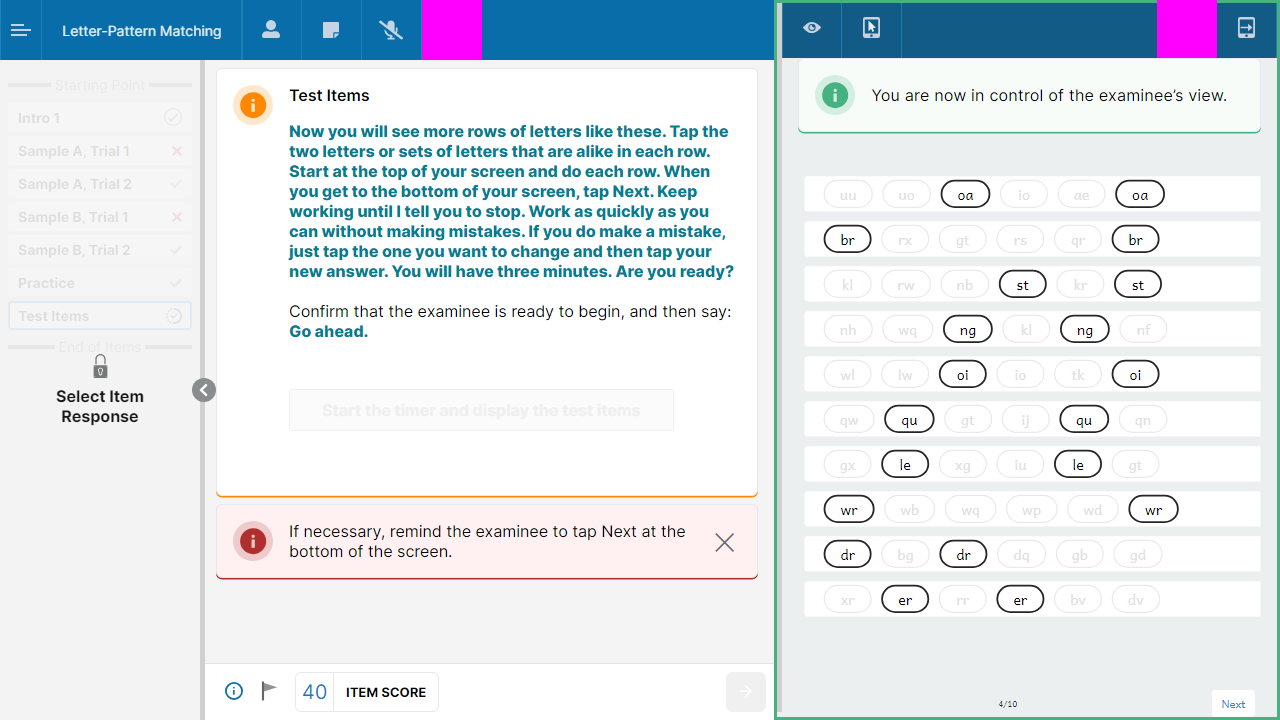 Letter-Pattern Matching
Starting Point
Intro 1
Sample A, Trial 1
Sample A, Trial 2
Sample B, Trial 1
Sample B, Trial 2
Practice
Test Items
End of Items
Select Item
Response
Test Items
Now you will see more rows of letters like these. Tap the
two letters or sets of letters that are alike in each row.
Start at the top of your screen and do each row. When
you get to the bottom of your screen, tap Next. Keep
working until I tell you to stop. Work as quickly as you
can without making mistakes. If you do make a mistake,
just tap the one you want to change and then tap your
new answer. You will have three minutes. Are you ready?
Confirm that the examinee is ready to begin, and then say:
Go ahead.
Start the timer and display the test items
If necessary, remind the examinee to tap Next at the
bottom of the screen.
40 ITEM SCORE
You are now in control of the examinee's view.
uu uo oa io ae oa
br rx gt rs qr br
kl rw nb st kr st
nh wq ng kl ng nf
wl lw oi io tk oi
qw qu gt ij qu qn
gx le xg iu le gt
wr wb wq wp wd wr
dr bg dr dq gb gd
xr er rr er bv dv
4/10
Next